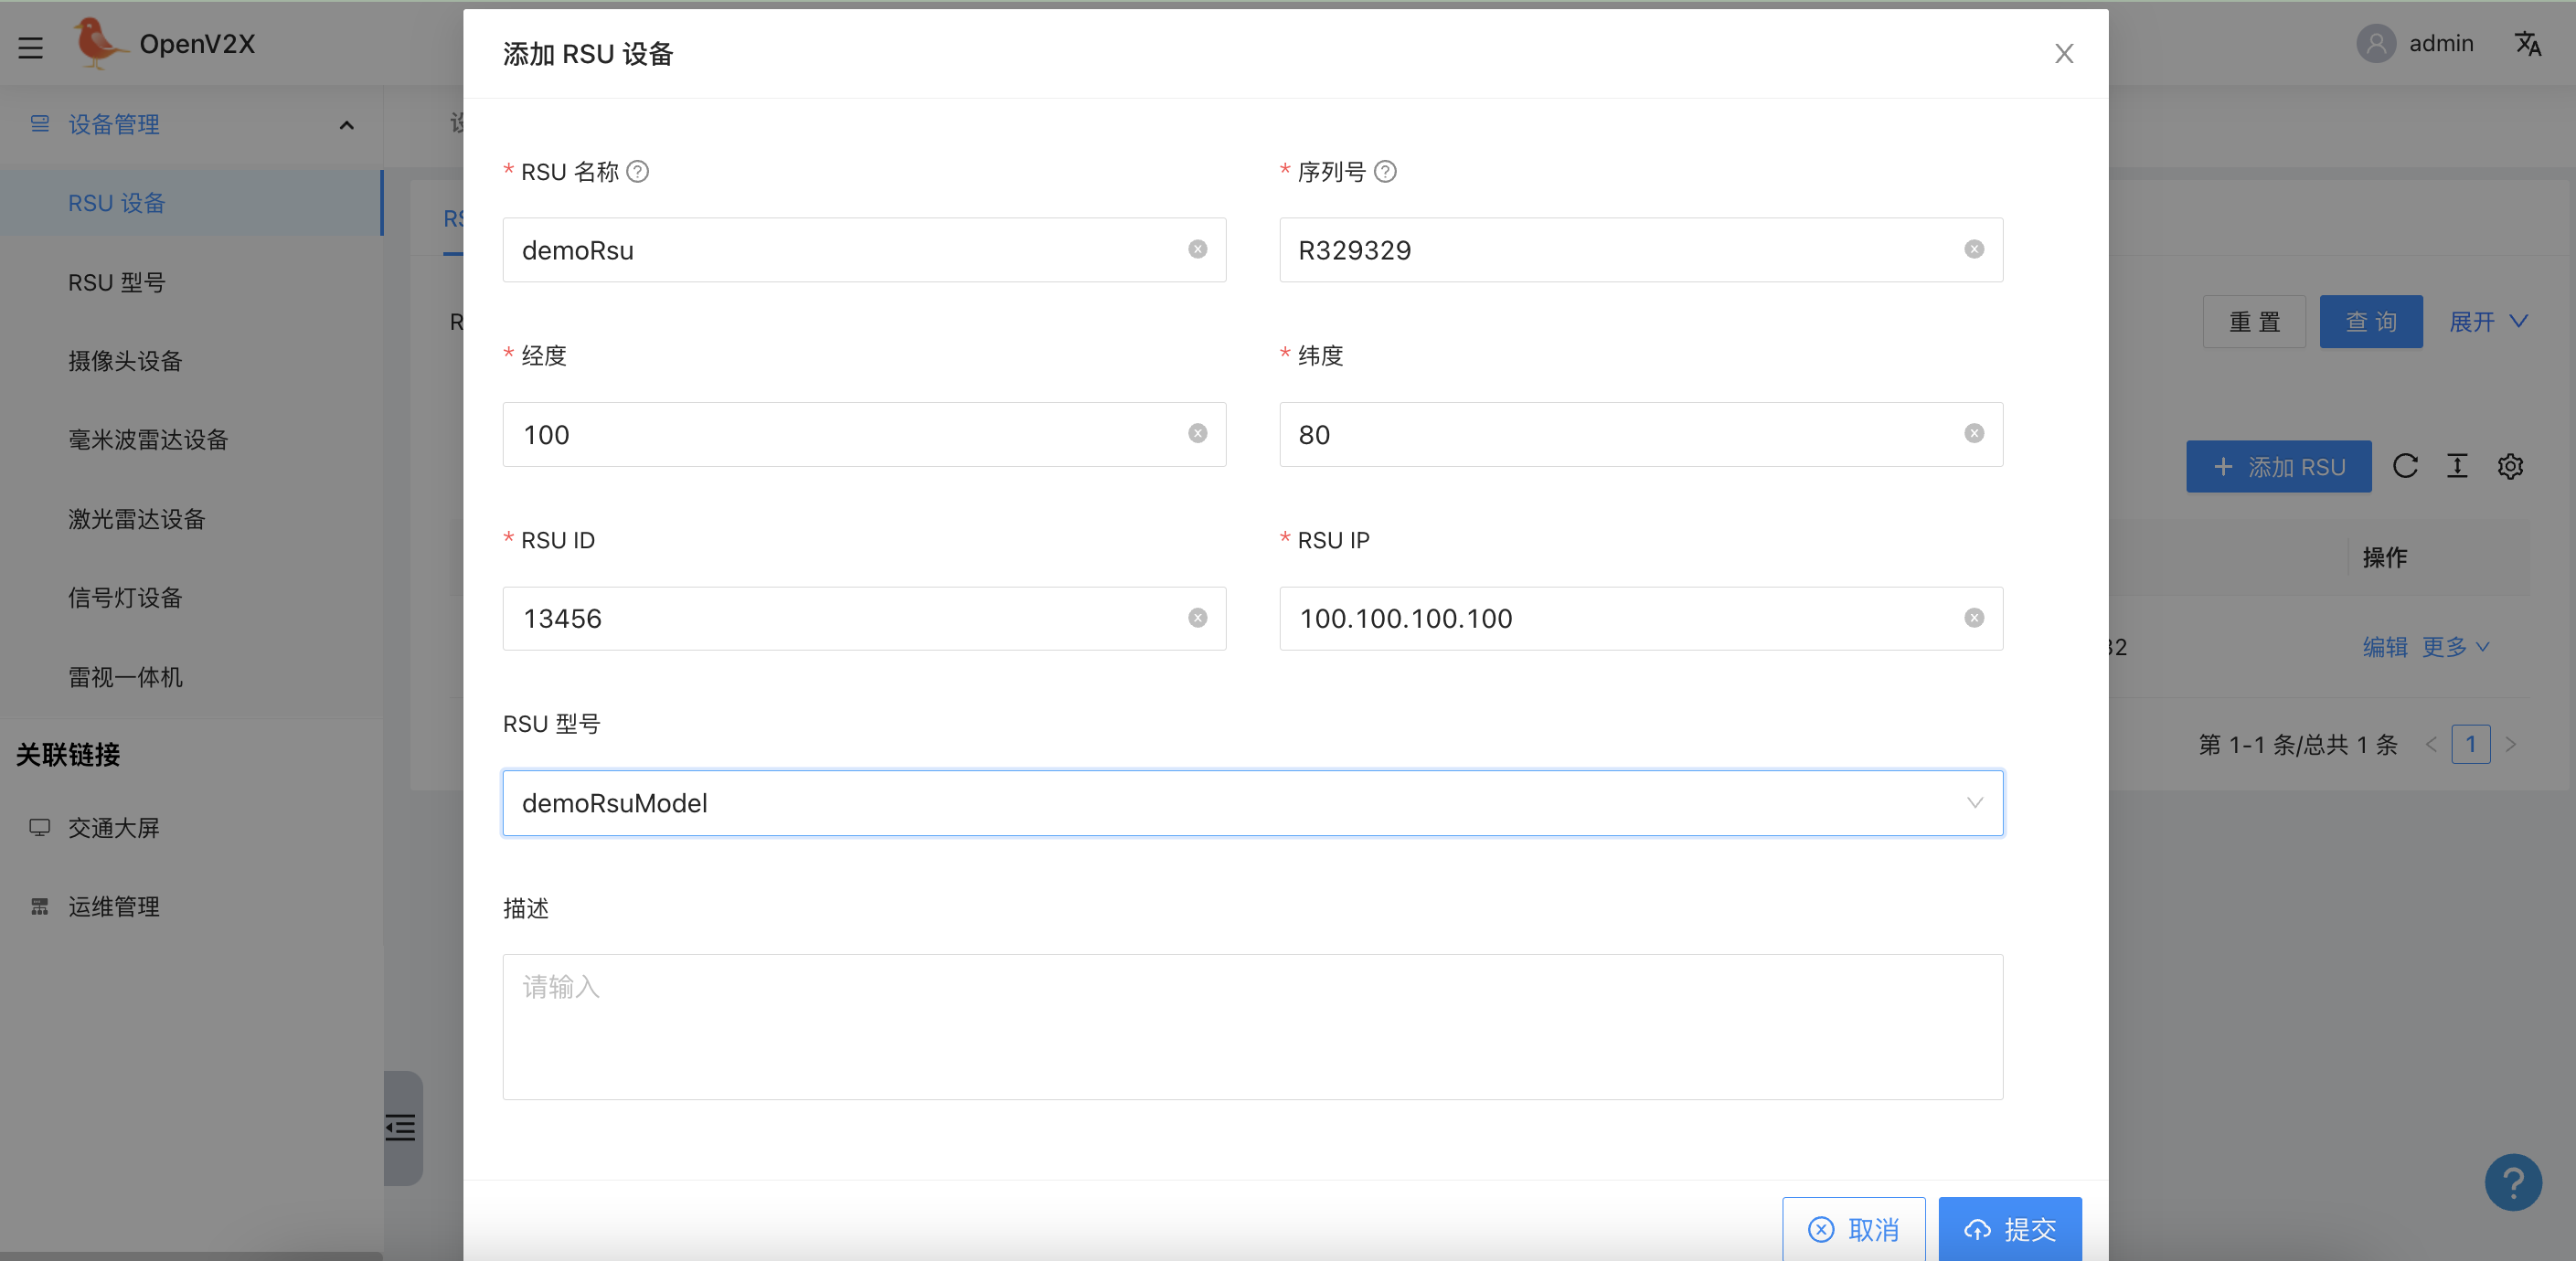 OpenV2X
admin
设备管理
RSU 设备
RSU 型号
摄像头设备
毫米波雷达设备
激光雷达设备
信号灯设备
雷视一体机
关联链接
交通大屏
运维管理
添加 RSU 设备
* RSU 名称
* 序列号
demoRsu
R329329
* 经度
* 纬度
100
80
* RSU ID
* RSU IP
13456
100.100.100.100
RSU 型号
demoRsuModel
描述
请输入
取消
提交
重 置
查 询
展开
添加 RSU
操作
编辑 更多
第 1-1 条/总共 1 条
1